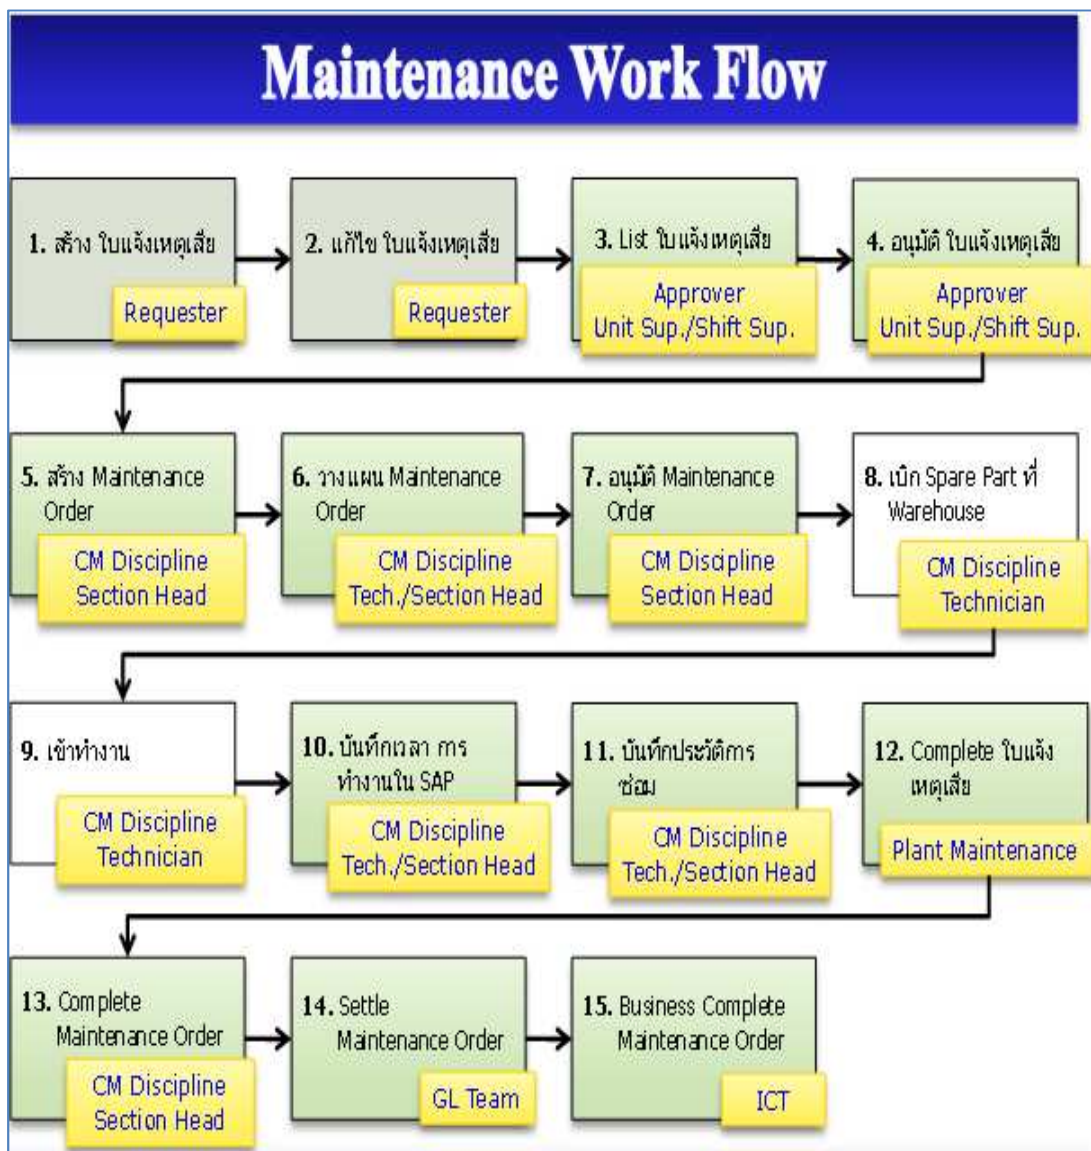 Maintenance Work Flow
1. สร้าง ใบแจ้งเหตุเสีย
Requester
2. แก้ไข ใบแจ้งเหตุเสีย
Requester
3. List ใบแจ้งเหตุเสีย
Approver
Unit Sup./Shift Sup.
4. อนุมัติ ใบแจ้งเหตุเสีย
Approver
Unit Sup./Shift Sup.
5. สร้าง Maintenance
Order
CM Discipline
Section Head
6. วางแผน Maintenance
Order
CM Discipline
Tech./Section Head
7. อนุมัติ Maintenance
Order
CM Discipline
Section Head
8. เบิก Spare Part ที่
Warehouse
CM Discipline
Technician
9. เข้าทำงาน
CM Discipline
Technician
10. บันทึกเวลา การ
ทำงานใน SAP
CM Discipline
Tech./Section Head
11. บันทึกประวัติการ
ซ่อม
CM Discipline
Tech./Section Head
12. Complete ใบแจ้ง
เหตุเสีย
Plant Maintenance
13. Complete
Maintenance Order
CM Discipline
Section Head
14. Settle
Maintenance Order
GL Team
15. Business Complete
Maintenance Order
ICT